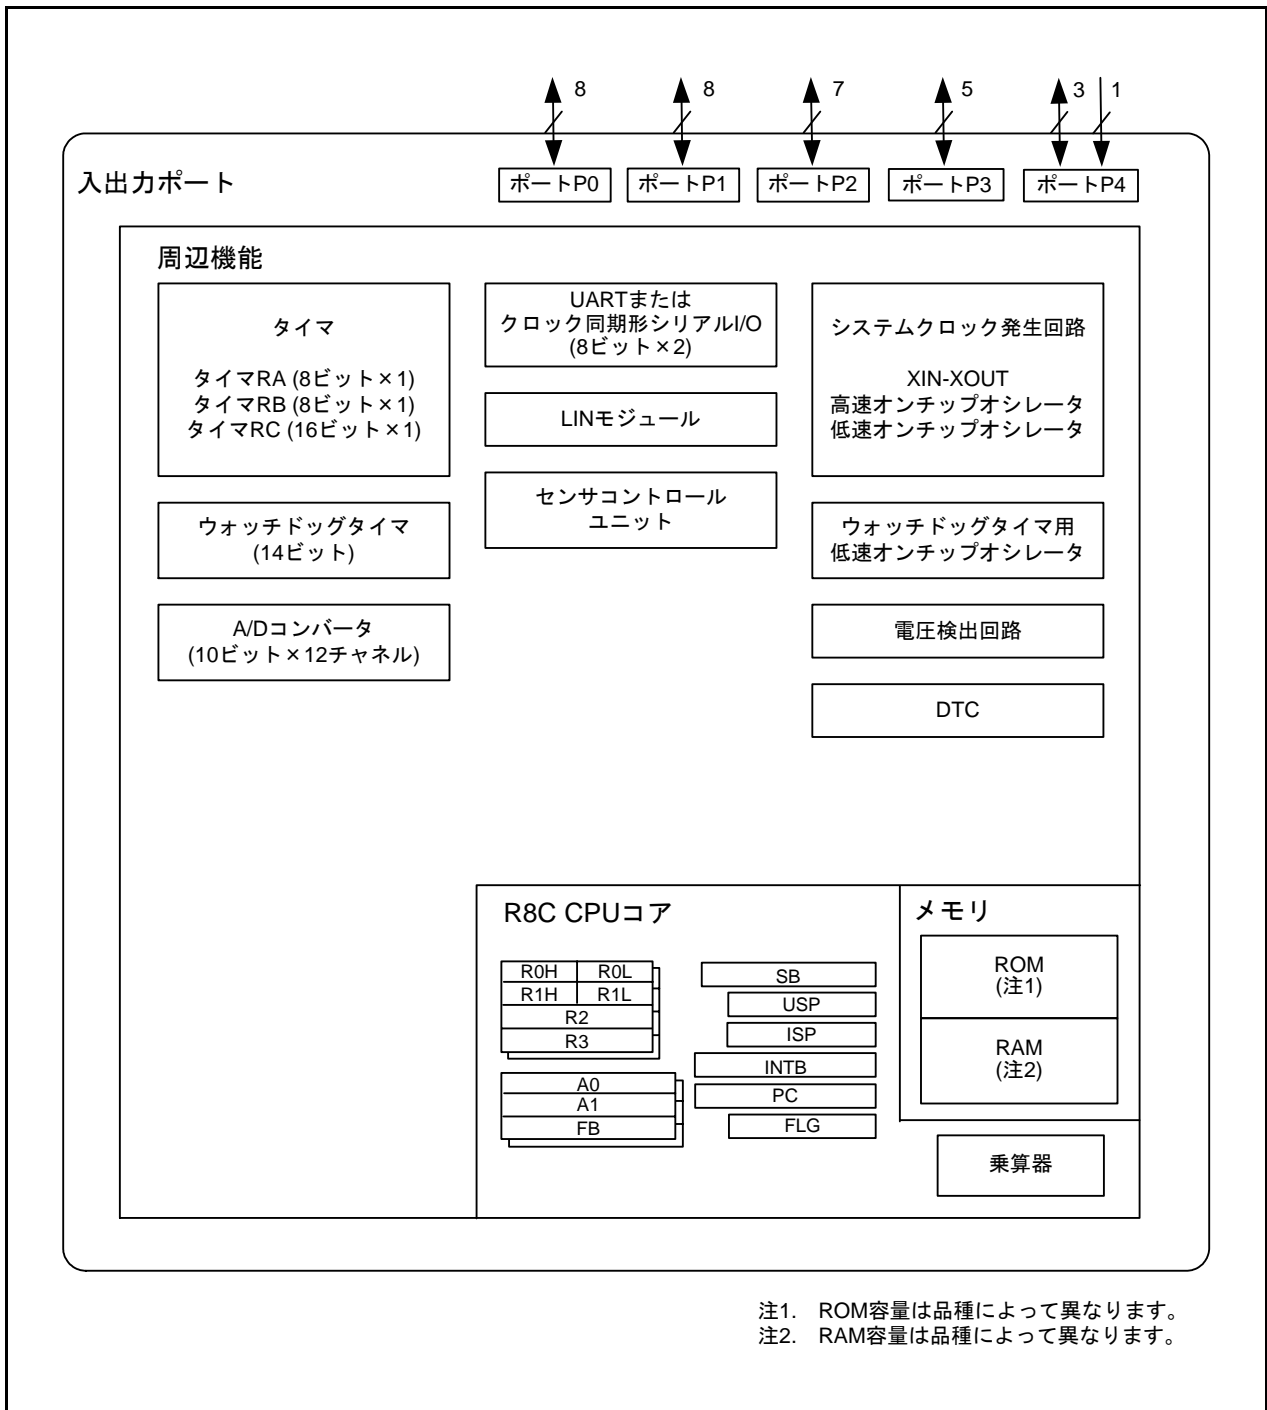 8
8
7
5
3
1
入出力ポート
ポートP0
ポートP1
ポートP2
ポートP3
ポートP4
周辺機能
タイマ
タイマRA (8ビット×1)
タイマRB (8ビット×1)
タイマRC (16ビット×1)
ウォッチドッグタイマ
(14ビット)
A/Dコンバータ
(10ビット×12チャネル)
UARTまたは
クロック同期形シリアルI/O
(8ビット×2)
LINモジュール
センサコントロール
ユニット
システムクロック発生回路
XIN-XOUT
高速オンチップオシレータ
低速オンチップオシレータ
ウォッチドッグタイマ用
低速オンチップオシレータ
電圧検出回路
DTC
R8C CPUコア
R0H
R0L
R1H
R1L
R2
R3
A0
A1
FB
SB
USP
ISP
INTB
PC
FLG
メモリ
ROM
(注1)
RAM
(注2)
乗算器
注1. ROM容量は品種によって異なります。
注2. RAM容量は品種によって異なります。